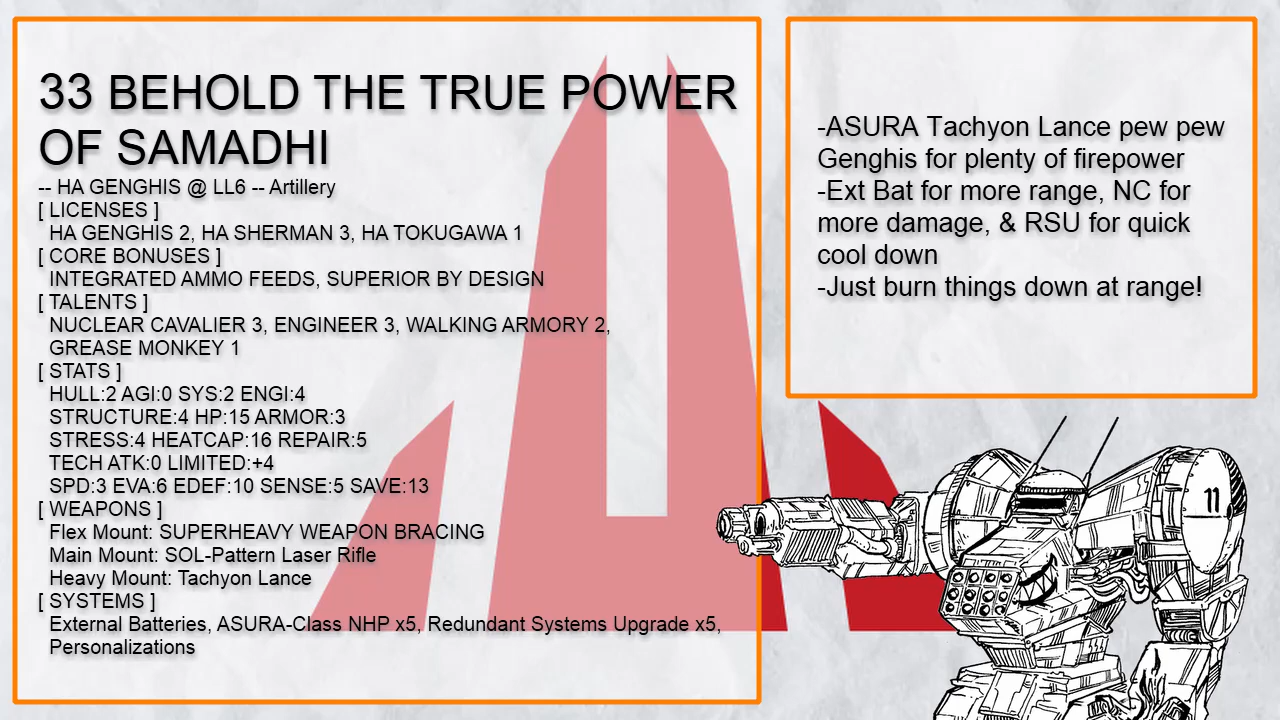 33 BEHOLD THE TRUE POWER
OF SAMADHI
-- HA GENGHIS @ LL6 -- Artillery
[ LICENSES ]
HA GENGHIS 2, HA SHERMAN 3, HA TOKUGAWA 1
[ CORE BONUSES ]
INTEGRATED AMMO FEEDS, SUPERIOR BY DESIGN
[ TALENTS ]
NUCLEAR CAVALIER 3, ENGINEER 3, WALKING ARMORY 2,
GREASE MONKEY 1
[ STATS ]
HULL:2 AGI:0 SYS:2 ENGI:4
STRUCTURE:4 HP:15 ARMOR:3
STRESS:4 HEATCAP:16 REPAIR:5
TECH ATK:0 LIMITED:+4
SPD:3 EVA:6 EDEF:10 SENSE:5 SAVE:13
[ WEAPONS ]
Flex Mount: SUPERHEAVY WEAPON BRACING
Main Mount: SOL-Pattern Laser Rifle
Heavy Mount: Tachyon Lance
[ SYSTEMS ]
External Batteries, ASURA-Class NHP x5, Redundant Systems Upgrade x5,
Personalizations
-ASURA Tachyon Lance pew pew
Genghis for plenty of firepower
-Ext Bat for more range, NC for
more damage, & RSU for quick
cool down
-Just burn things down at range!
11